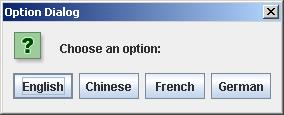 Option Dialog
Choose an option:
English Chinese French German